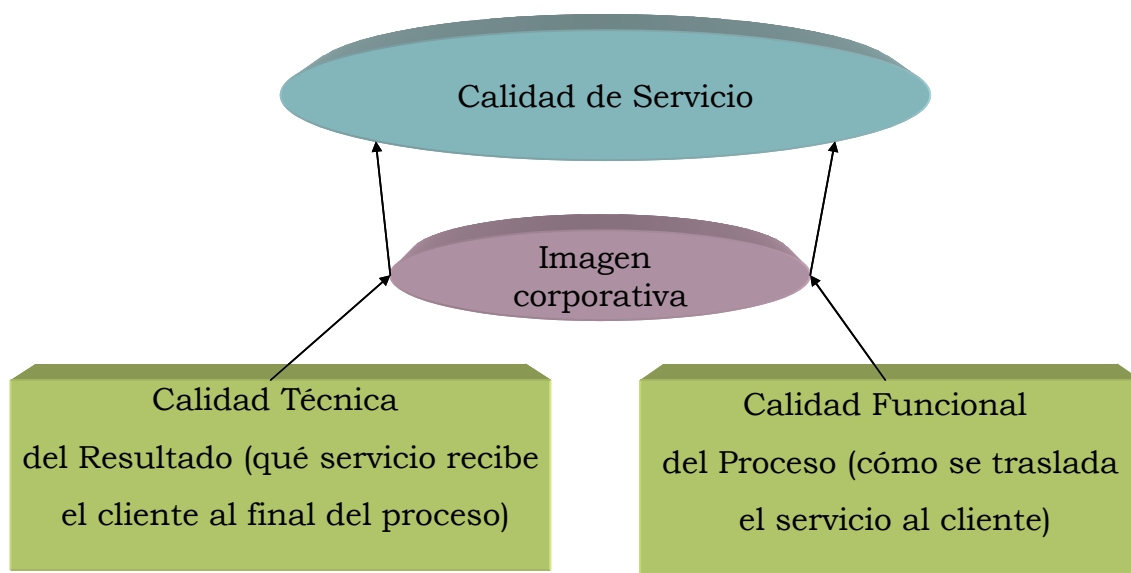 Calidad de Servicio
Imagen
corporativa
Calidad Técnica
del Resultado (qué servicio recibe
el cliente al final del proceso)
Calidad Funcional
del Proceso (cómo se traslada
el servicio al cliente)